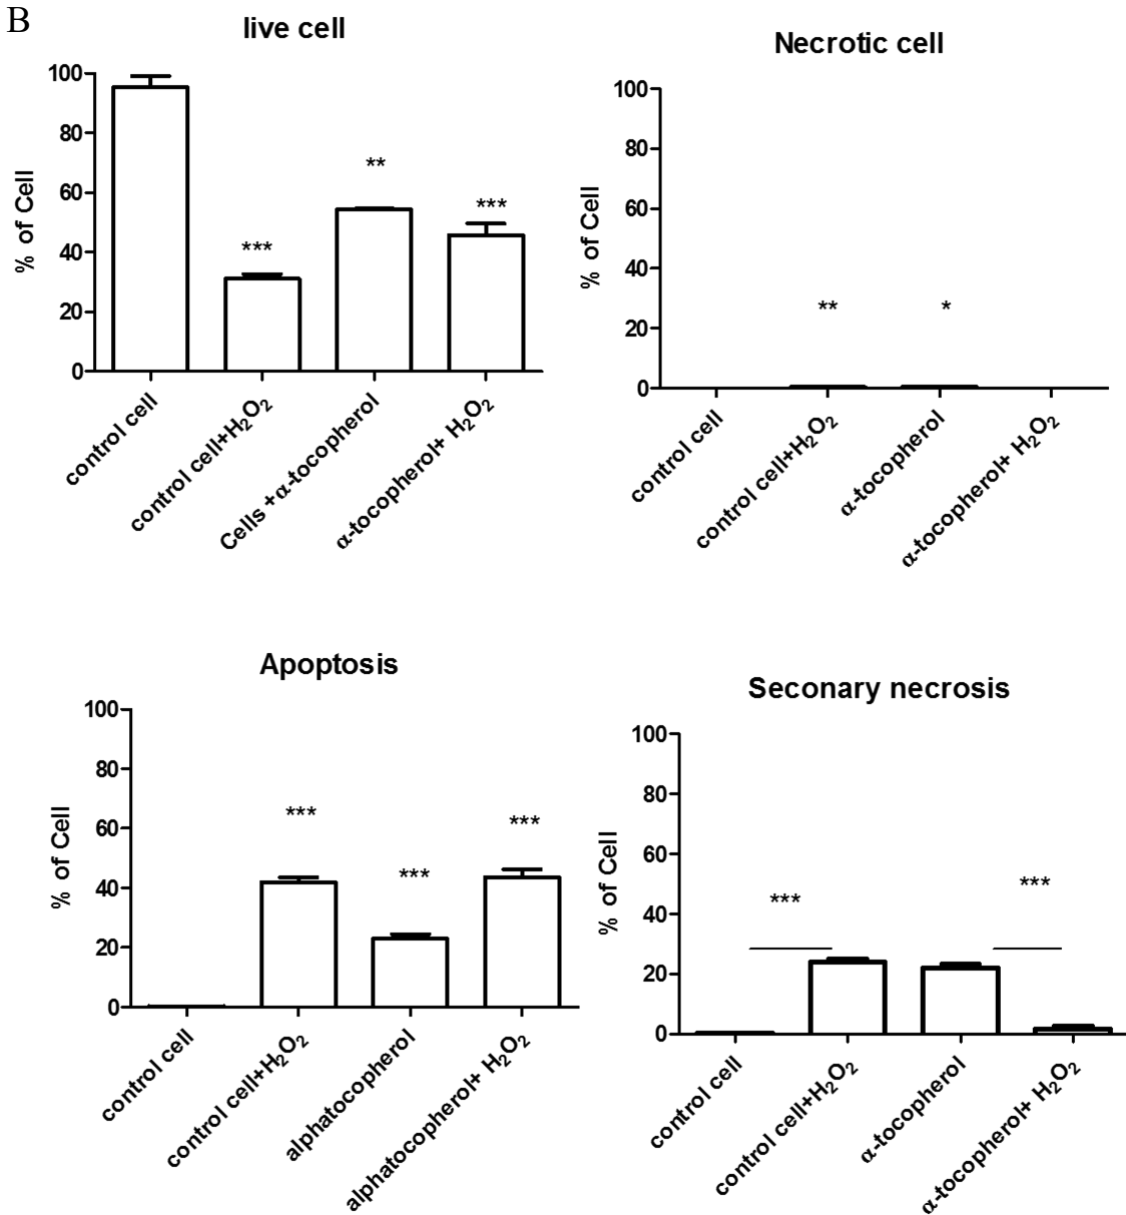 B
live cell
% of Cell
100
80
60
40
20
0
***
**
***
control cell
control cell+H₂O₂
Cells +α-tocopherol
α-tocopherol+ H₂O₂
Necrotic cell
% of Cell
100
80
60
40
20
0
**
*
control cell
control cell+H₂O₂
α-tocopherol
α-tocopherol+ H₂O₂
Apoptosis
% of Cell
100
80
60
40
20
0
***
***
***
control cell
control cell+H₂O₂
alphatocopherol
alphatocopherol+ H₂O₂
Seconary necrosis
% of Cell
100
80
60
40
20
0
***
***
control cell
control cell+H₂O₂
α-tocopherol
α-tocopherol+ H₂O₂